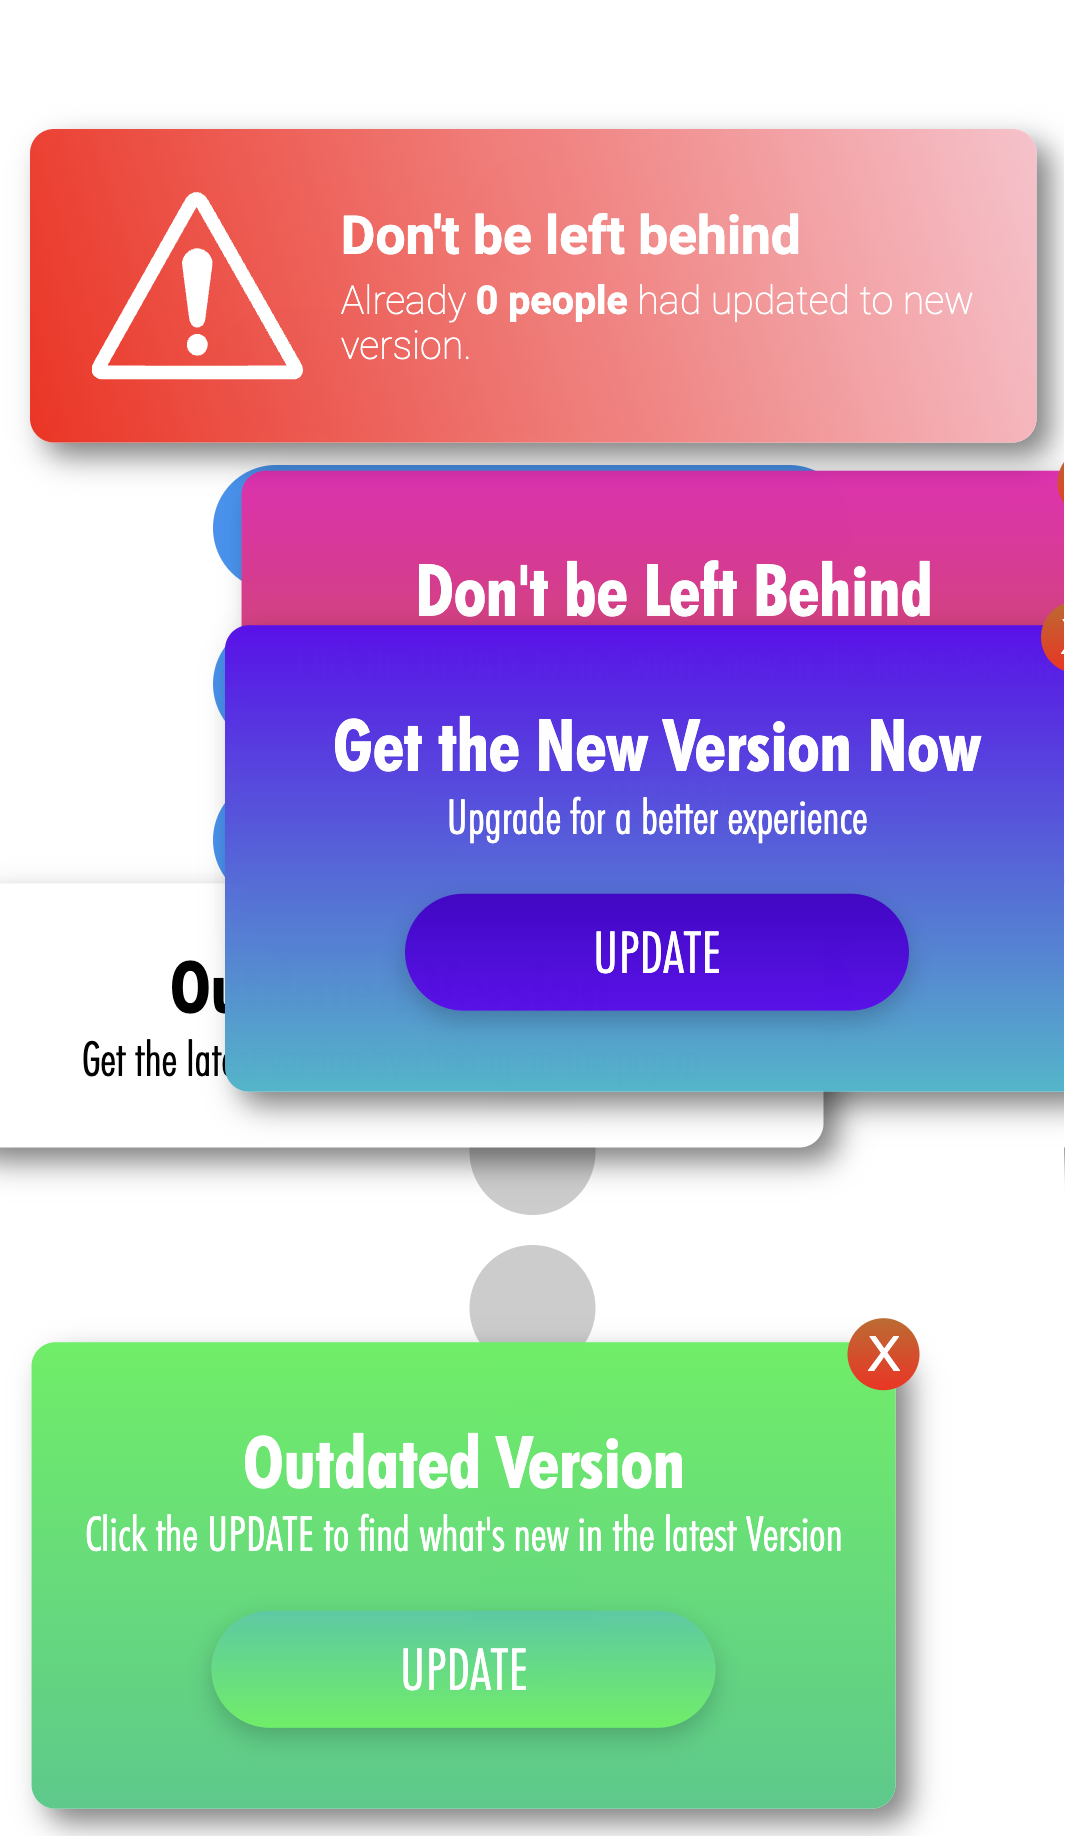 Don't be left behind
Already 0 people had updated to new
version.
Don't be Left Behind
Get the New Version Now
Upgrade for a better experience
UPDATE
Get the
Outdated Version
X
Click the UPDATE to find what's new in the latest Version
UPDATE